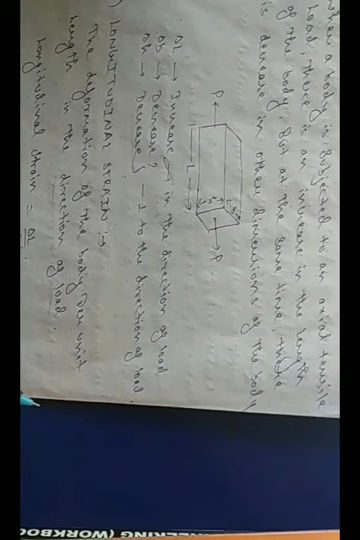 when a body is subjected to an axial tensile
load, there is an increase in the length
of the body. But at the same time there
is decrease in other dimensions of the body
P
P
L
δL → Increase → in the direction of load
δb → Decrease
δh → Decrease } — ⊥ to the direction of load.
) LONGITUDINAL STRAIN :→
The deformation of the body per unit
length in the direction of load.
Longitudinal strain = δL
ERING (WORKBOO